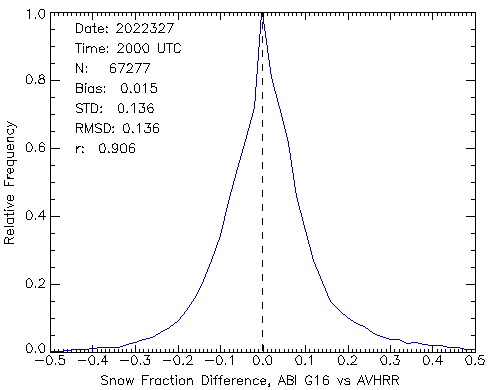 Date: 2022327
Time: 2000 UTC
N: 67277
Bias: 0.015
STD: 0.136
RMSD: 0.136
r: 0.906
1.0
0.8
0.6
0.4
0.2
0.0
Relative Frequency
-0.5 -0.4 -0.3 -0.2 -0.1 0.0 0.1 0.2 0.3 0.4 0.5
Snow Fraction Difference, ABI G16 vs AVHRR